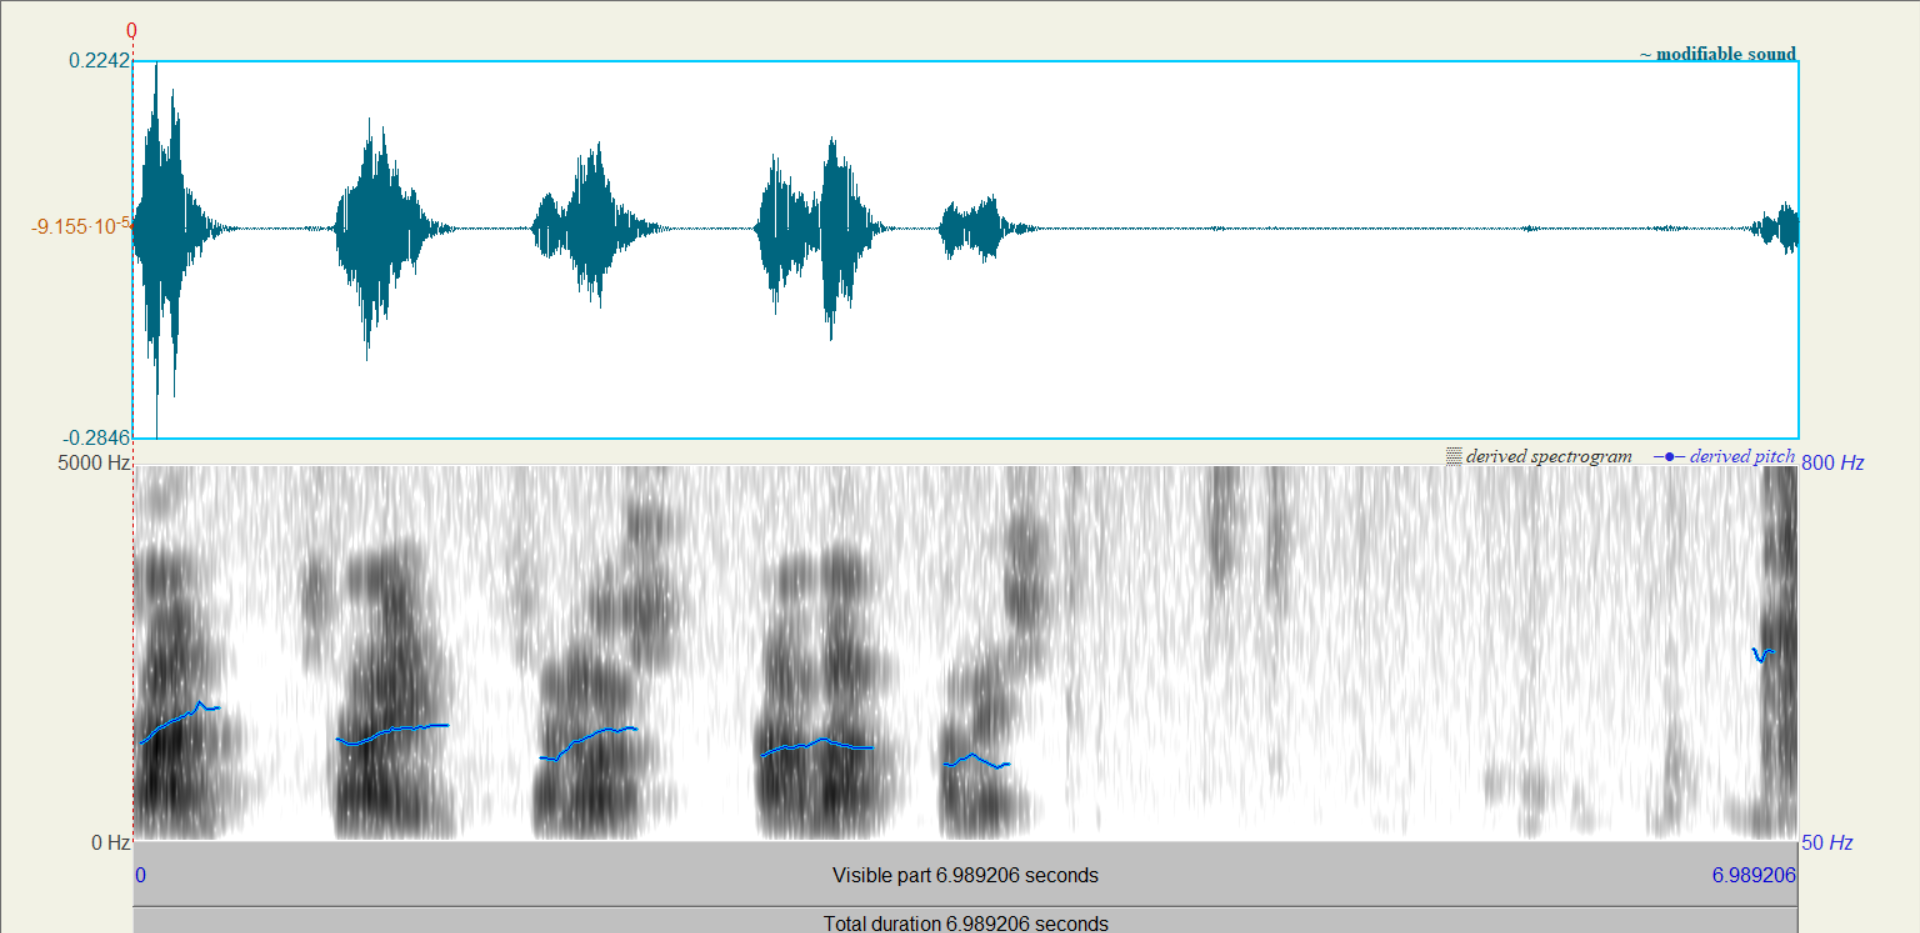 0
0.2242
~ modifiable sound
-9.155·10⁻⁵
-0.2846
5000 Hz
derived spectrogram
derived pitch
800 Hz
0 Hz
50 Hz
0
Visible part 6.989206 seconds
6.989206
Total duration 6.989206 seconds